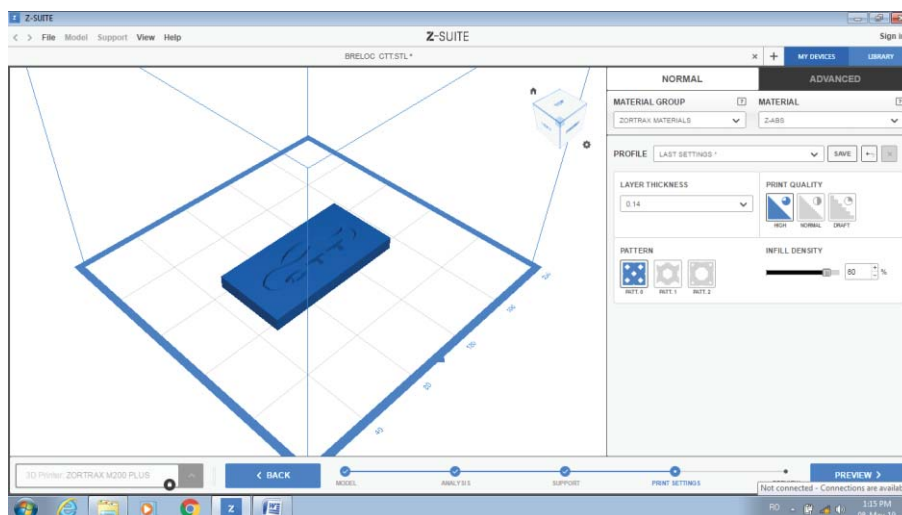 Z-SUITE
File Model Support View Help
Z-SUITE
Sign in
BRELOC CTT.STL*
MY DEVICES
LIBRARY
NORMAL
ADVANCED
MATERIAL GROUP
MATERIAL
ZORTRAX MATERIALS
Z-ABS
PROFILE
LAST SETTINGS *
SAVE
LAYER THICKNESS
PRINT QUALITY
0.14
HIGH NORMAL DRAFT
PATTERN
INFILL DENSITY
60 %
PATT. 0 PATT. 1 PATT. 2
3D Printer: ZORTRAX M200 PLUS
< BACK
MODEL
ANALYSIS
SUPPORT
PRINT SETTINGS
PREVIEW >
Not connected - Connections are availab
RO
1:15 PM